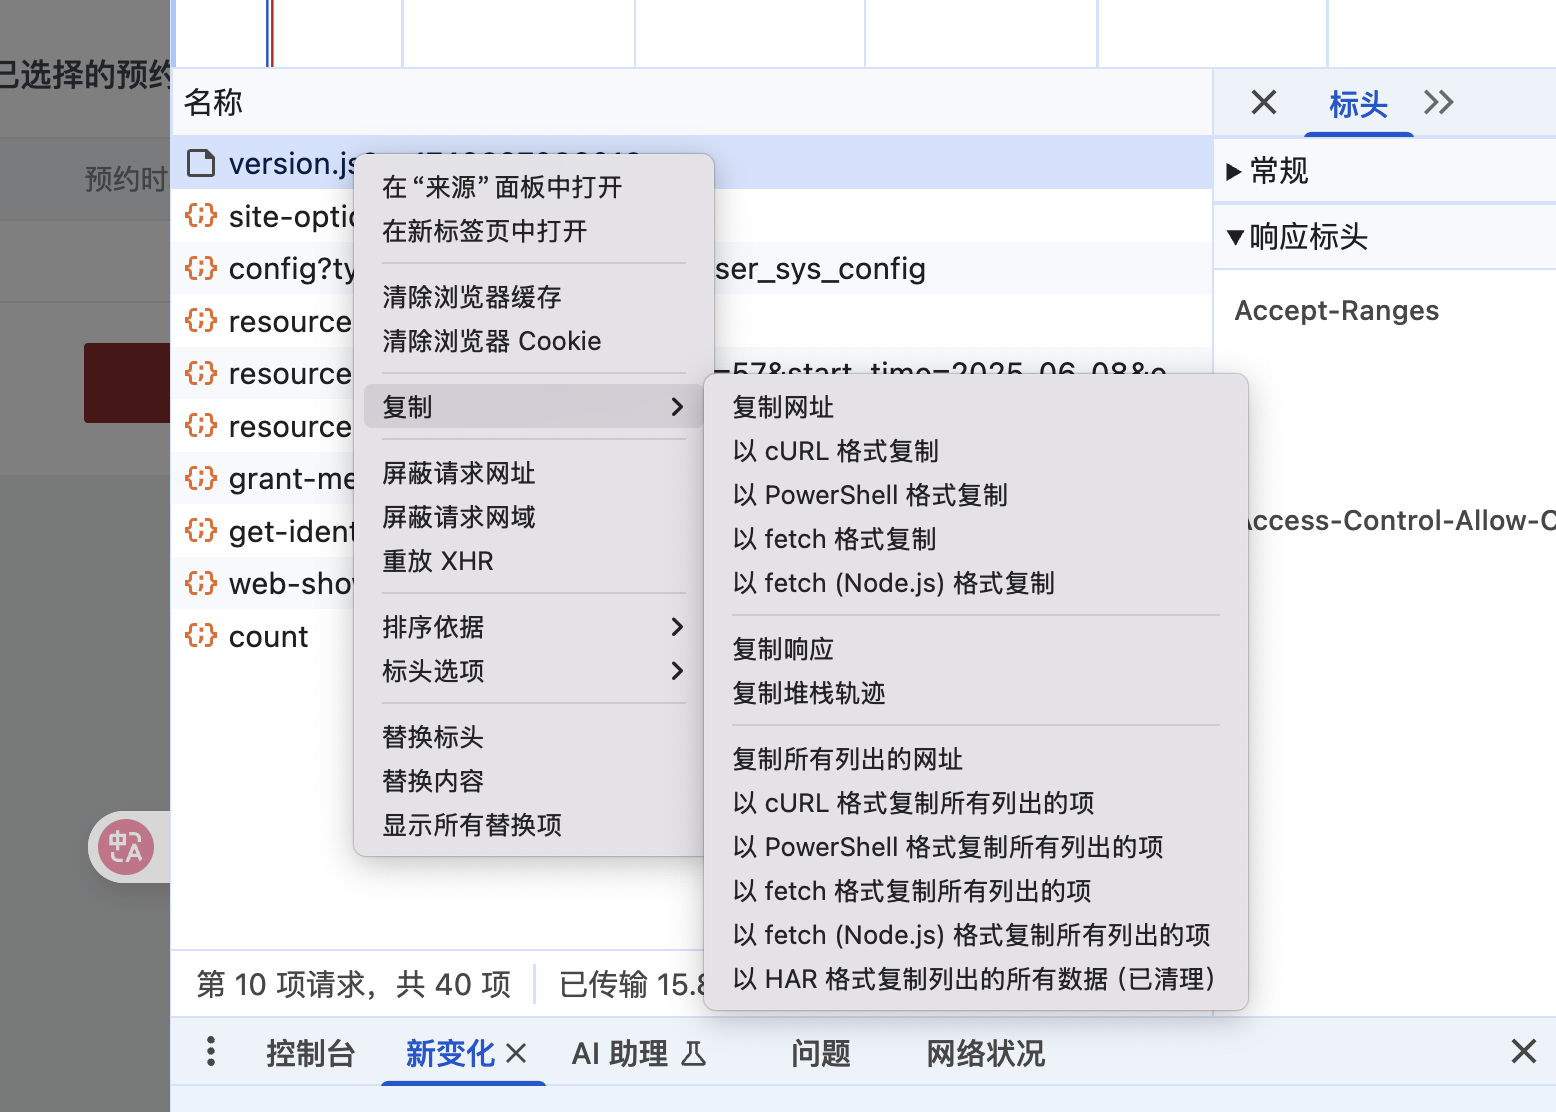 已选择的预约
预约时
名称
version.js
site-optio
config?ty
ser_sys_config
resource
resource
=57&start_time=2025-06-08&e
resource
grant-me
get-ident
web-show
count
在“来源”面板中打开
在新标签页中打开
清除浏览器缓存
清除浏览器 Cookie
复制
屏蔽请求网址
屏蔽请求网域
重放 XHR
排序依据
标头选项
替换标头
替换内容
显示所有替换项
复制网址
以 cURL 格式复制
以 PowerShell 格式复制
以 fetch 格式复制
以 fetch (Node.js) 格式复制
复制响应
复制堆栈轨迹
复制所有列出的网址
以 cURL 格式复制所有列出的项
以 PowerShell 格式复制所有列出的项
以 fetch 格式复制所有列出的项
以 fetch (Node.js) 格式复制所有列出的项
以 HAR 格式复制列出的所有数据（已清理）
标头
常规
响应标头
Accept-Ranges
Access-Control-Allow-C
中A
第 10 项请求，共 40 项
已传输 15.8
控制台
新变化
AI 助理
问题
网络状况